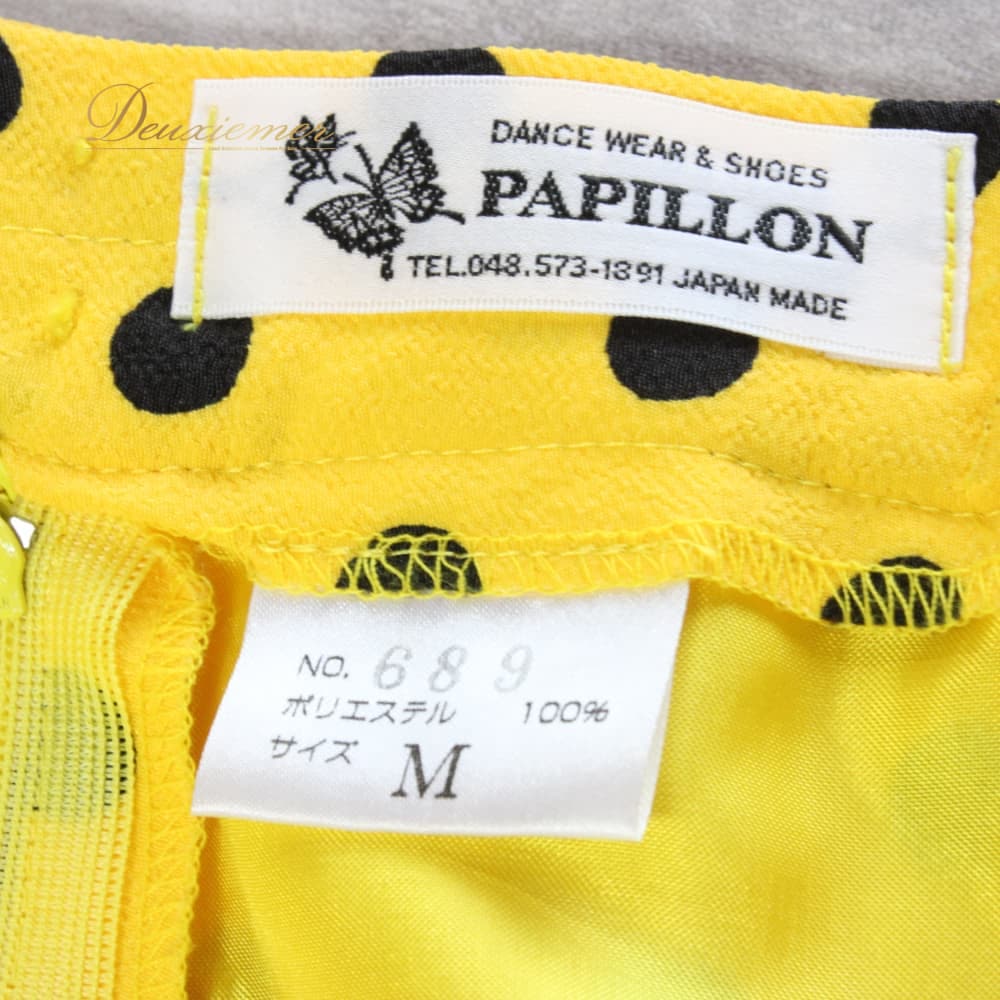 Deuxiemer
DANCE WEAR & SHOES
PAPILLON
TEL.048.573-1891 JAPAN MADE
NO. 689
ポリエステル 100%
サイズ M